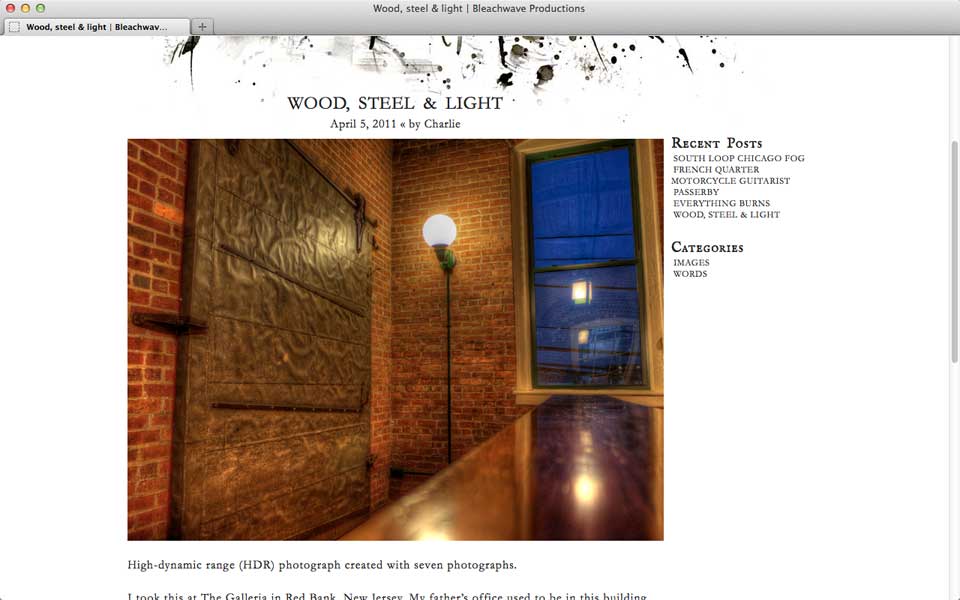 Wood, steel & light | Bleachwave Productions
Wood, steel & light | Bleachwav...
WOOD, STEEL & LIGHT
April 5, 2011 « by Charlie
Recent Posts
SOUTH LOOP CHICAGO FOG
FRENCH QUARTER
MOTORCYCLE GUITARIST
PASSERBY
EVERYTHING BURNS
WOOD, STEEL & LIGHT
Categories
IMAGES
WORDS
High-dynamic range (HDR) photograph created with seven photographs.
I took this at The Galleria in Red Bank, New Jersey. My father's office used to be in this building